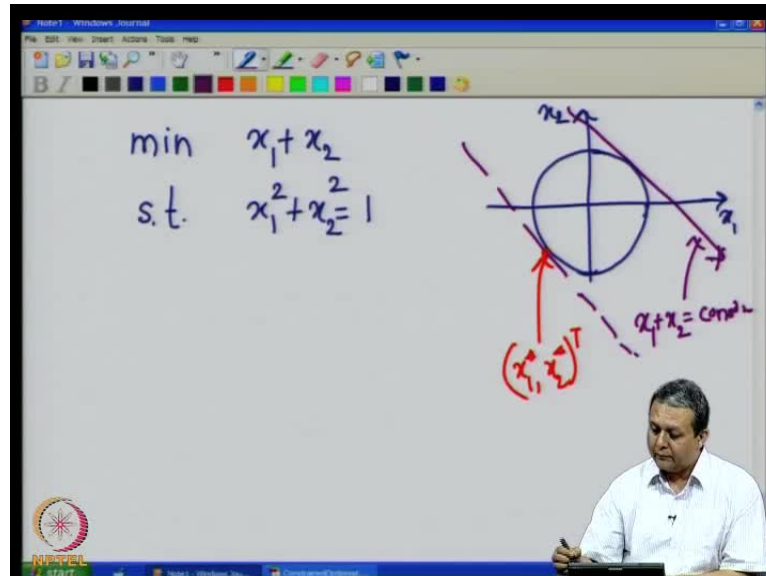 Note1 - Windows Journal
File Edit View Insert Actions Tools Help
B I
min x₁ + x₂
s.t. x₁² + x₂² = 1
x₂
x₁
x₁ + x₂ =
(x₁*, x₂*)ᵀ
NPTEL
start
Note1 - Windows Jou...
ConstrainedOptimizat...